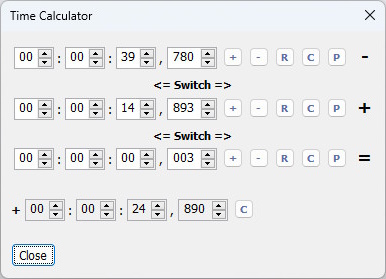 Time Calculator
00 : 00 : 39 , 780 + - R C P -
<= Switch =>
00 : 00 : 14 , 893 + - R C P +
<= Switch =>
00 : 00 : 00 , 003 + - R C P =
+ 00 : 00 : 24 , 890 C
Close